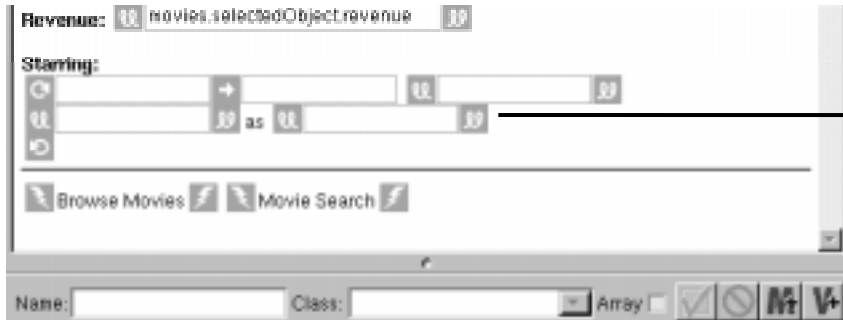 Revenue: movies.selectedObject.revenue
Starring:
as
Browse Movies Movie Search
Name: Class: Array